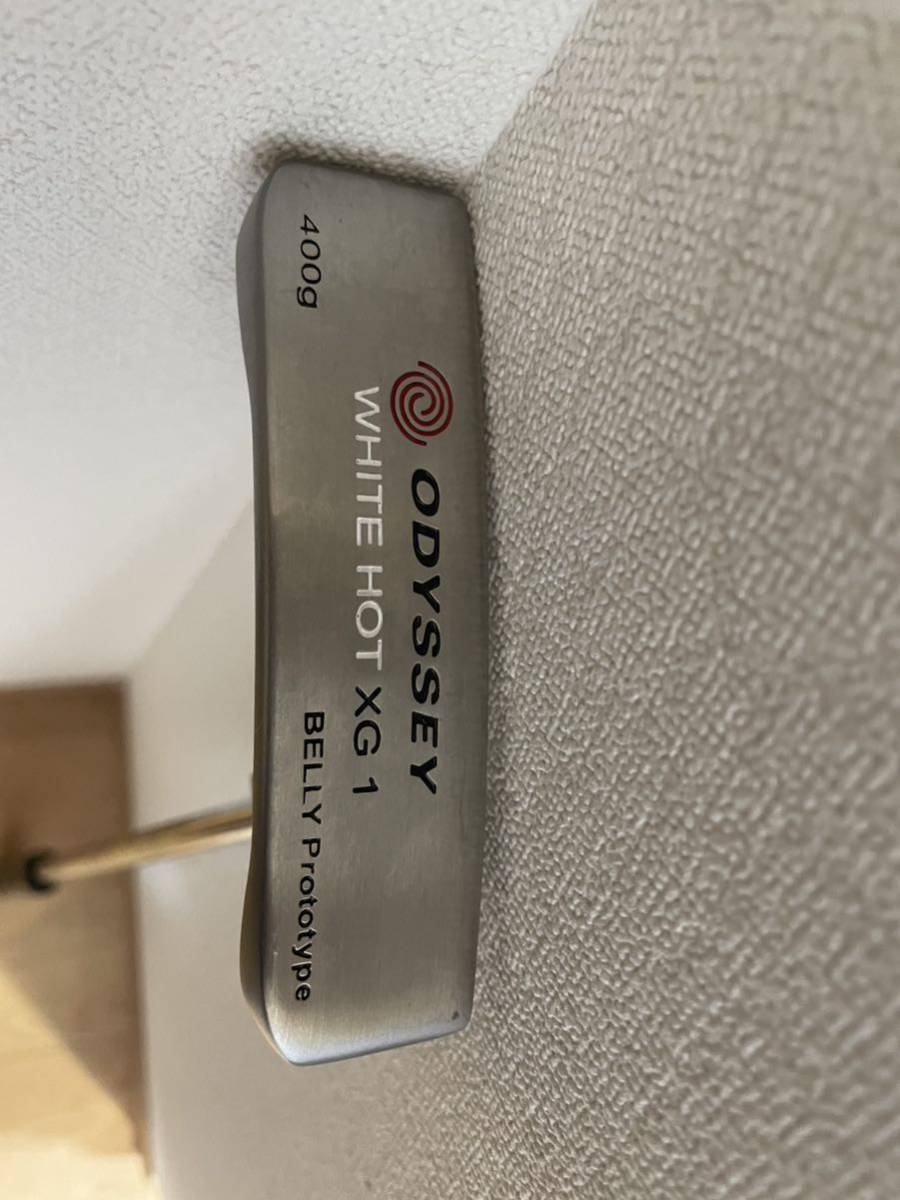 ODYSSEY
WHITE HOT XG 1
400g
BELLY Prototype